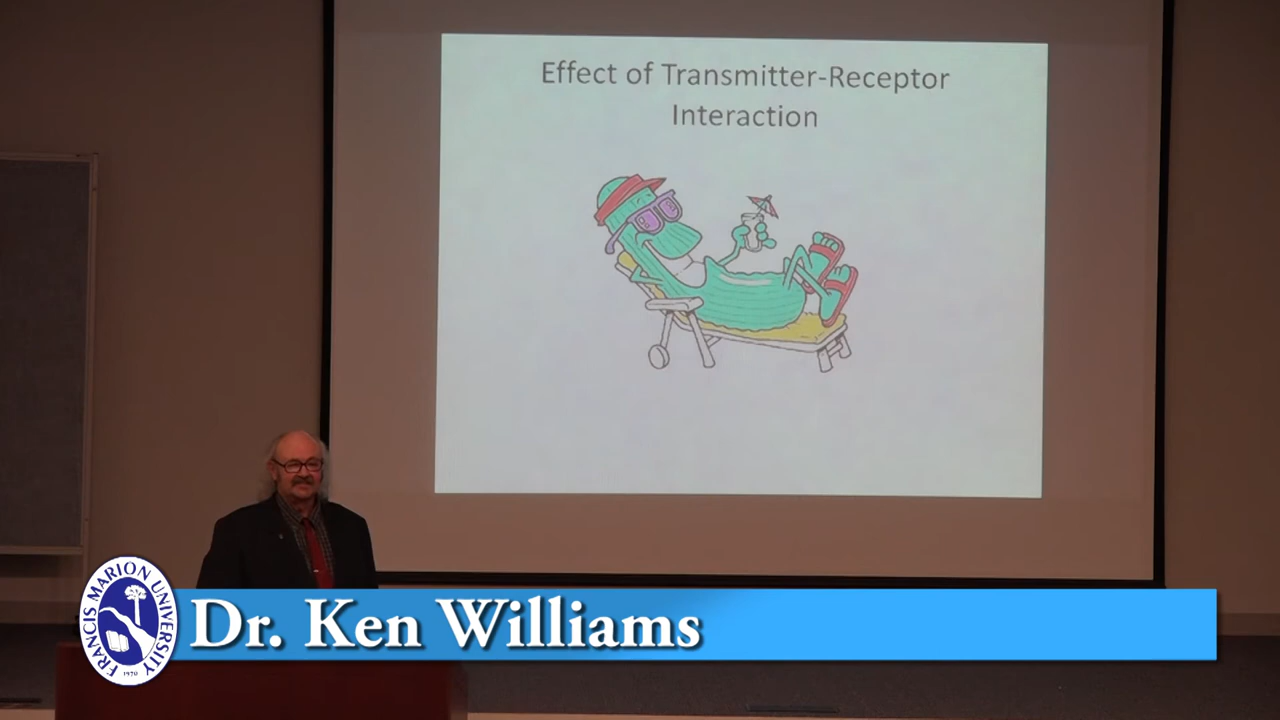 Effect of Transmitter-Receptor
Interaction
Dr. Ken Williams
FRANCIS MARION UNIVERSITY
1970